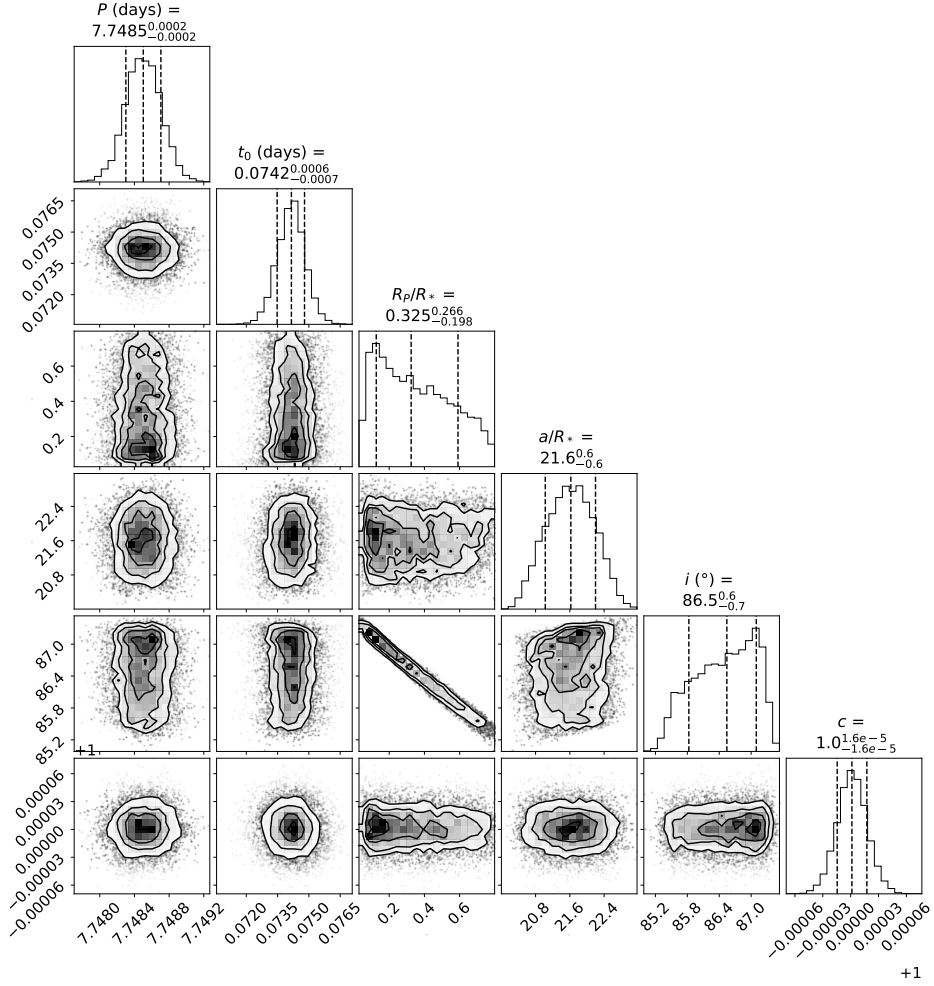 P (days) =
7.7485^{0.0002}_{−0.0002}
t_0 (days) =
0.0742^{0.0006}_{−0.0007}
R_P/R_* =
0.325^{0.266}_{−0.198}
a/R_* =
21.6^{0.6}_{−0.6}
i (°) =
86.5^{0.6}_{−0.7}
c =
1.0^{1.6e−5}_{−1.6e−5}
0.0765
0.0750
0.0735
0.0720
0.6
0.4
0.2
22.4
21.6
20.8
87.0
86.4
85.8
85.2
+1
0.00006
0.00003
0.00000
−0.00003
−0.00006
7.7480 7.7484 7.7488 7.7492
0.0720 0.0735 0.0750 0.0765
0.2 0.4 0.6
20.8 21.6 22.4
85.2 85.8 86.4 87.0
−0.00006 −0.00003 0.00000 0.00003 0.00006
+1